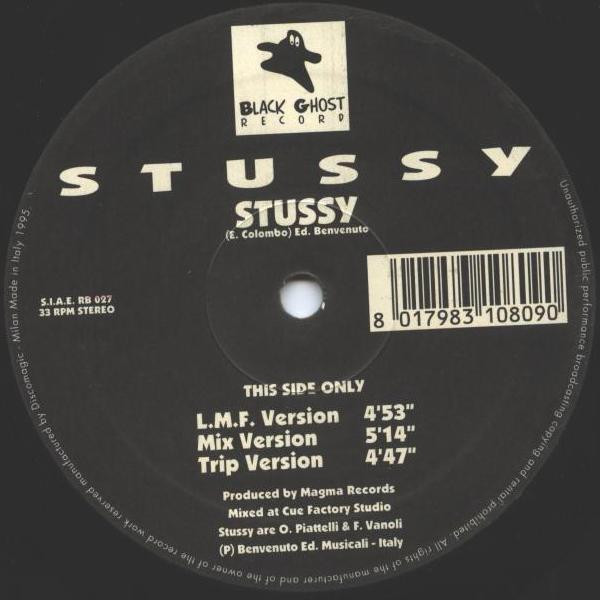 BLACK GHOST
RECORD
STUSSY
STUSSY
(E. Colombo) Ed. Benvenuto
S.I.A.E. RB 027
33 RPM STEREO
8 017983 108090
THIS SIDE ONLY
L.M.F. Version 4'53"
Mix Version 5'14"
Trip Version 4'47"
Produced by Magma Records
Mixed at Cue Factory Studio
Stussy are O. Piattelli & F. Vanoli
(P) Benvenuto Ed. Musicali - Italy
Unauthorized public performance broadcasting copying and rental prohibited. All rights of the manufacturer and of the owner of the record work reserved manufactured by Discomagic - Milan Made in Italy 1995.